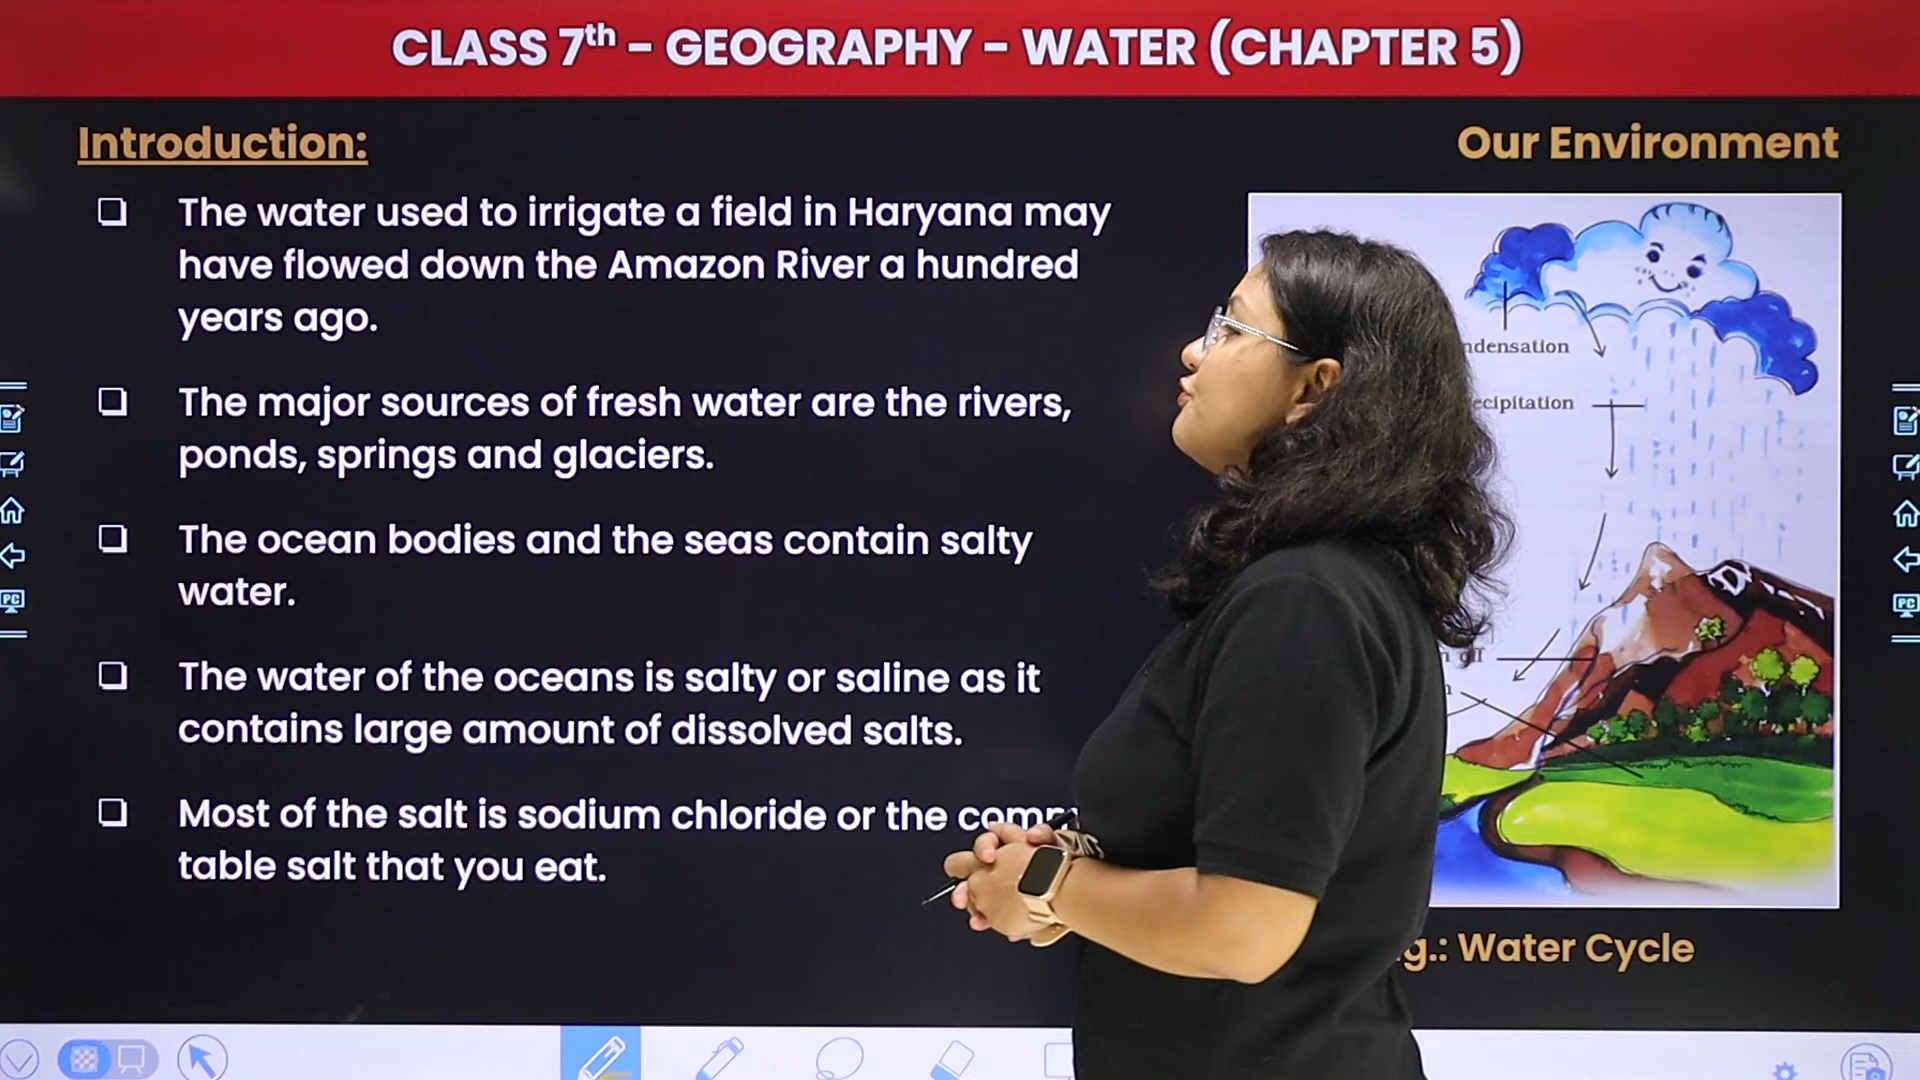 CLASS 7th – GEOGRAPHY – WATER (CHAPTER 5)
Introduction:
Our Environment
The water used to irrigate a field in Haryana may
have flowed down the Amazon River a hundred
years ago.
The major sources of fresh water are the rivers,
ponds, springs and glaciers.
The ocean bodies and the seas contain salty
water.
The water of the oceans is salty or saline as it
contains large amount of dissolved salts.
Most of the salt is sodium chloride or the
table salt that you eat.
ndensation
ecipitation
off
g.: Water Cycle
PC
PC